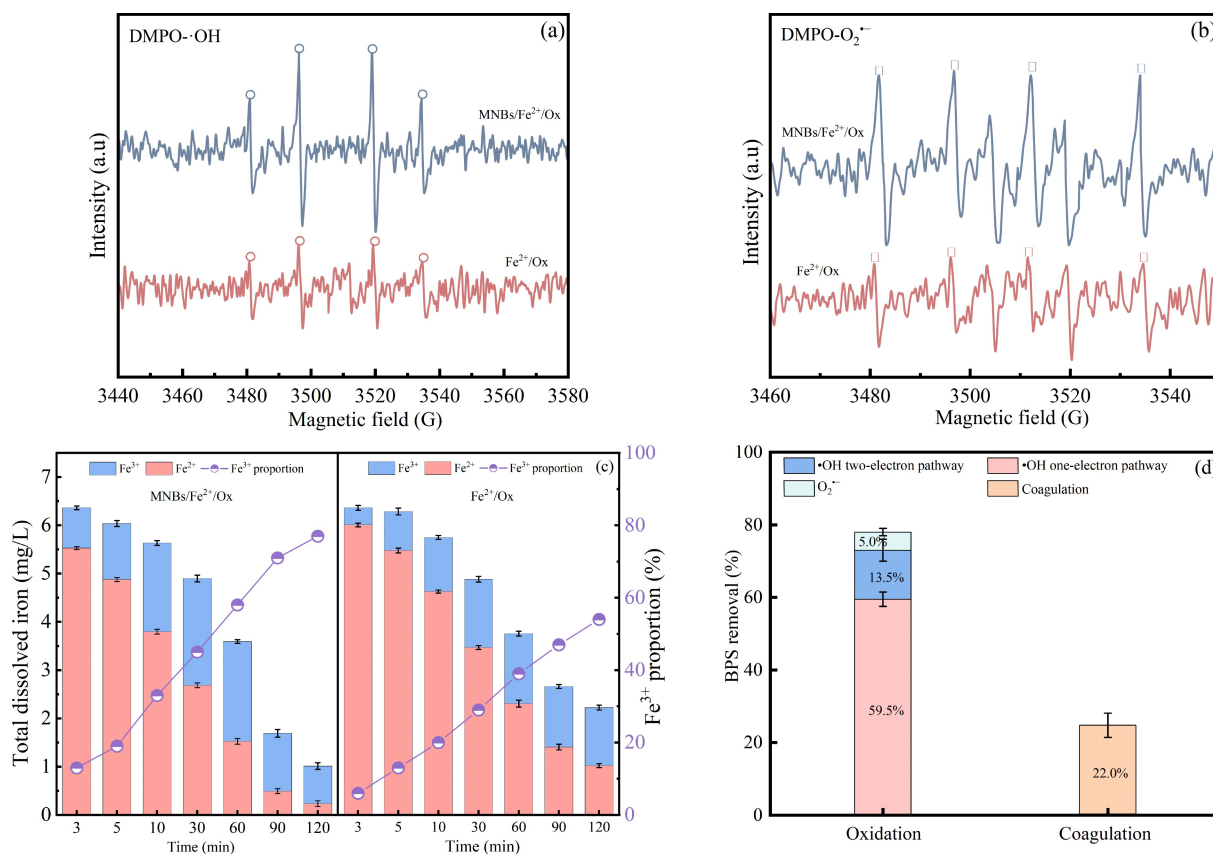 DMPO-·OH
(a)
MNBs/Fe²⁺/Ox
Fe²⁺/Ox
Intensity (a.u)
3440 3460 3480 3500 3520 3540 3560 3580
Magnetic field (G)
DMPO-O₂•⁻
(b)
MNBs/Fe²⁺/Ox
Fe²⁺/Ox
Intensity (a.u)
3460 3480 3500 3520 3540
Magnetic field (G)
Fe³⁺ Fe²⁺ Fe³⁺ proportion
MNBs/Fe²⁺/Ox
Fe³⁺ Fe²⁺ Fe³⁺ proportion
(c)
Fe²⁺/Ox
Total dissolved iron (mg/L)
7
6
5
4
3
2
1
0
3 5 10 30 60 90 120
Time (min)
3 5 10 30 60 90 120
Time (min)
100
80
60
40
20
0
Fe³⁺ proportion (%)
•OH two-electron pathway
•OH one-electron pathway
O₂•⁻
Coagulation
(d)
BPS removal (%)
100
80
60
40
20
0
5.0%
13.5%
59.5%
22.0%
Oxidation
Coagulation